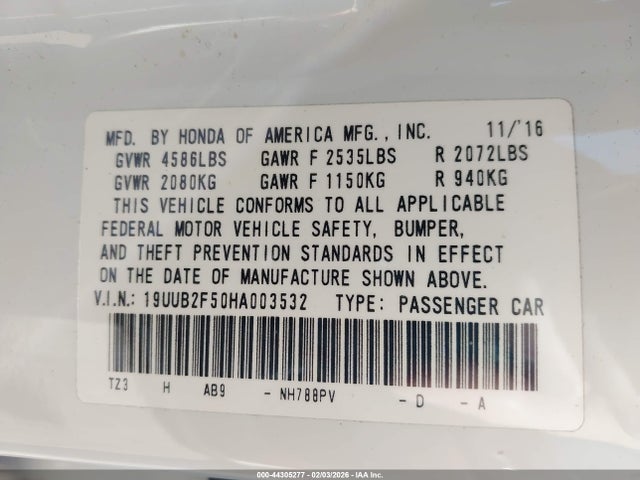 MFD. BY HONDA OF AMERICA MFG., INC. 11/'16
GVWR 4586LBS GAWR F 2535LBS R 2072LBS
GVWR 2080KG GAWR F 1150KG R 940KG
THIS VEHICLE CONFORMS TO ALL APPLICABLE
FEDERAL MOTOR VEHICLE SAFETY, BUMPER,
AND THEFT PREVENTION STANDARDS IN EFFECT
ON THE DATE OF MANUFACTURE SHOWN ABOVE.
V.I.N.: 19UUB2F50HA003532 TYPE: PASSENGER CAR
TZ3 H AB9 - NH788PV - D - A
000-44305277 - 02/03/2026 - IAAI Inc.